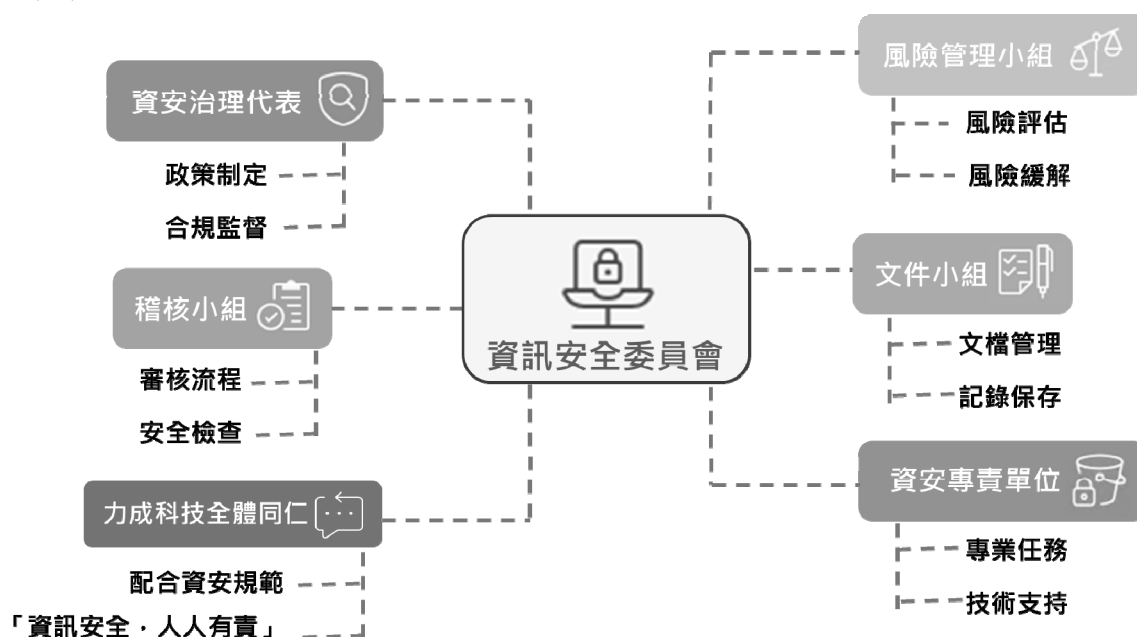 資安治理代表
政策制定
合規監督
稽核小組
審核流程
安全檢查
力成科技全體同仁
配合資安規範
「資訊安全．人人有責」
資訊安全委員會
風險管理小組
風險評估
風險緩解
文件小組
文檔管理
記錄保存
資安專責單位
專業任務
技術支持